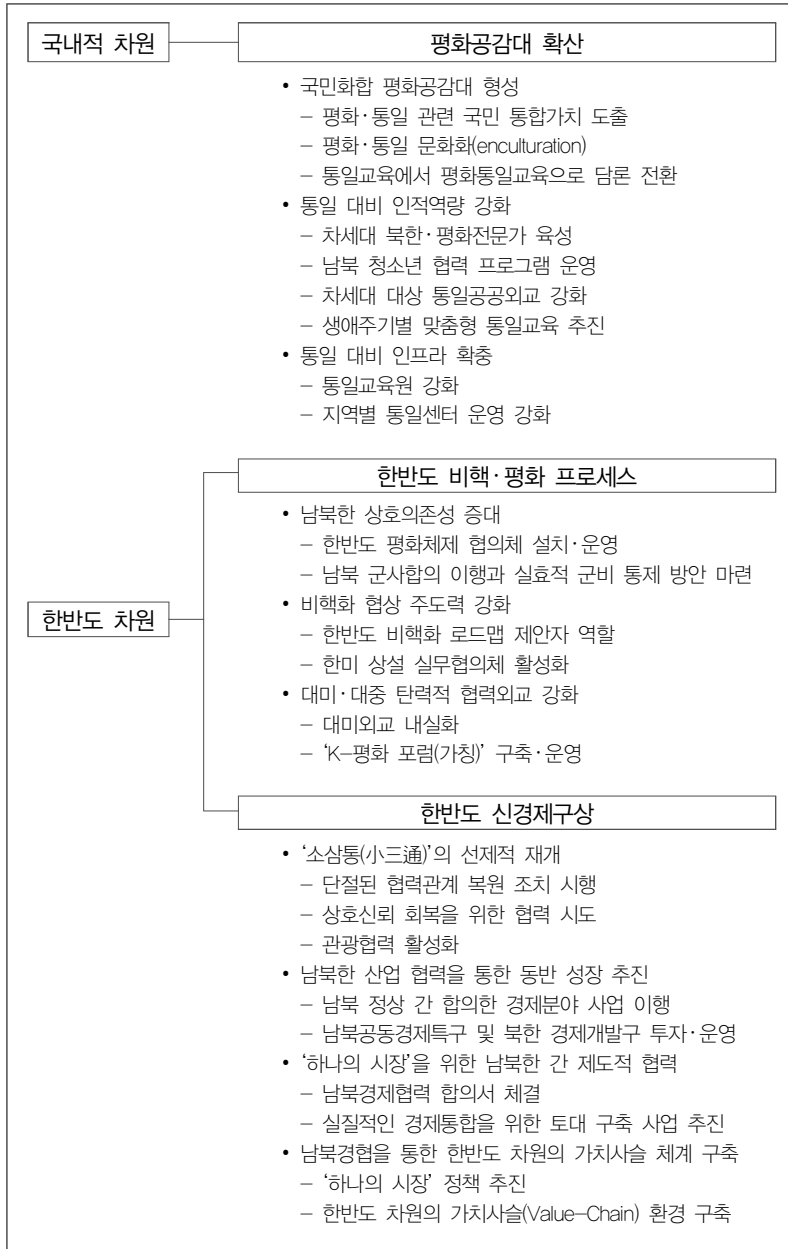 국내적 차원
평화공감대 확산
• 국민화합 평화공감대 형성
– 평화·통일 관련 국민 통합가치 도출
– 평화·통일 문화화(enculturation)
– 통일교육에서 평화통일교육으로 담론 전환
• 통일 대비 인적역량 강화
– 차세대 북한·평화전문가 육성
– 남북 청소년 협력 프로그램 운영
– 차세대 대상 통일공공외교 강화
– 생애주기별 맞춤형 통일교육 추진
• 통일 대비 인프라 확충
– 통일교육원 강화
– 지역별 통일센터 운영 강화
한반도 차원
한반도 비핵·평화 프로세스
• 남북한 상호의존성 증대
– 한반도 평화체제 협의체 설치·운영
– 남북 군사합의 이행과 실효적 군비 통제 방안 마련
• 비핵화 협상 주도력 강화
– 한반도 비핵화 로드맵 제안자 역할
– 한미 상설 실무협의체 활성화
• 대미·대중 탄력적 협력외교 강화
– 대미외교 내실화
– ‘K–평화 포럼(가칭)’ 구축·운영
한반도 신경제구상
• ‘소삼통(小三通)’의 선제적 재개
– 단절된 협력관계 복원 조치 시행
– 상호신뢰 회복을 위한 협력 시도
– 관광협력 활성화
• 남북한 산업 협력을 통한 동반 성장 추진
– 남북 정상 간 합의한 경제분야 사업 이행
– 남북공동경제특구 및 북한 경제개발구 투자·운영
• ‘하나의 시장’을 위한 남북한 간 제도적 협력
– 남북경제협력 합의서 체결
– 실질적인 경제통합을 위한 토대 구축 사업 추진
• 남북경협을 통한 한반도 차원의 가치사슬 체계 구축
– ‘하나의 시장’ 정책 추진
– 한반도 차원의 가치사슬(Value–Chain) 환경 구축